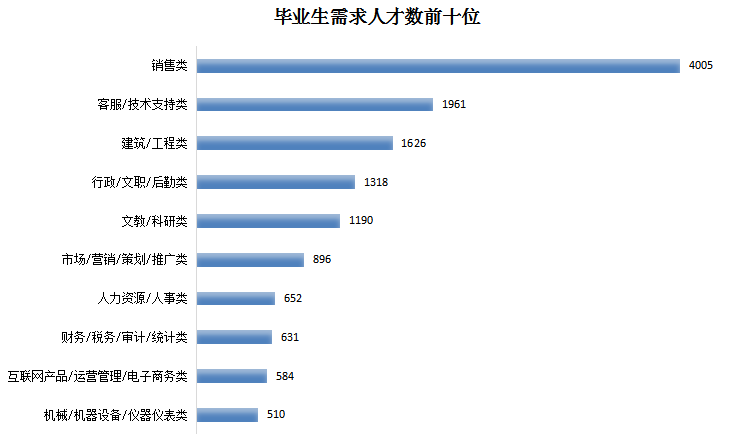 毕业生需求人才数前十位
销售类 4005
客服/技术支持类 1961
建筑/工程类 1626
行政/文职/后勤类 1318
文教/科研类 1190
市场/营销/策划/推广类 896
人力资源/人事类 652
财务/税务/审计/统计类 631
互联网产品/运营管理/电子商务类 584
机械/机器设备/仪器仪表类 510